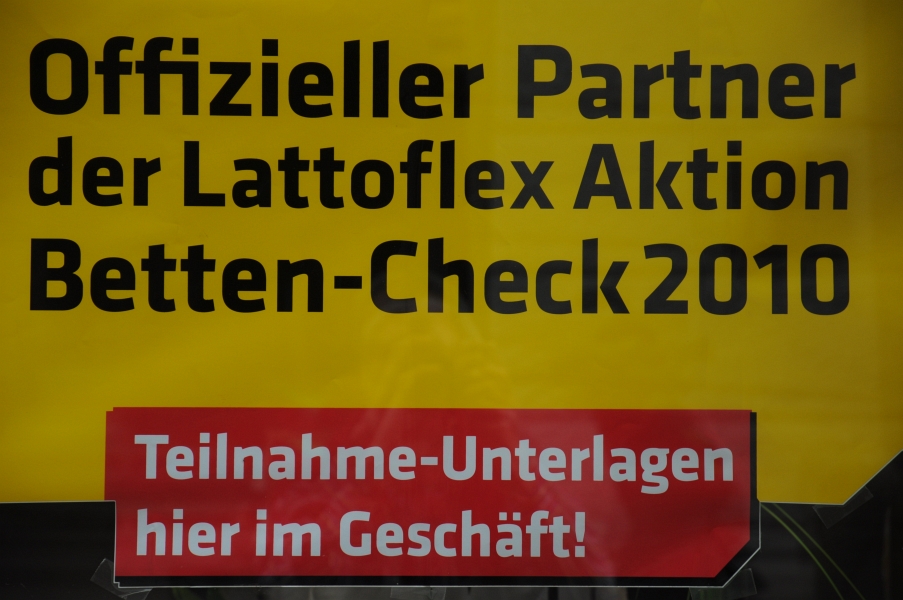 Offizieller Partner
der Lattoflex Aktion
Betten-Check 2010
Teilnahme-Unterlagen
hier im Geschäft!